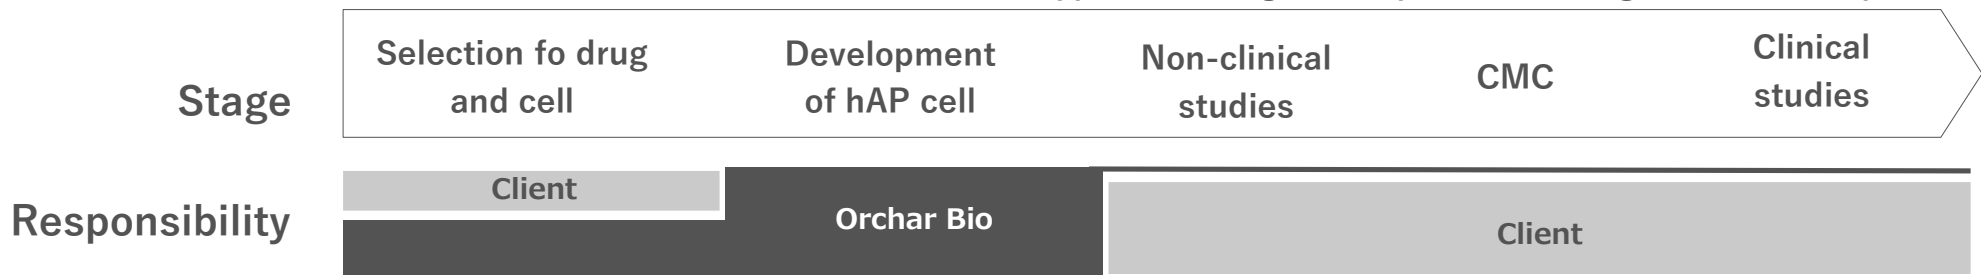 Stage
Selection fo drug
and cell
Development
of hAP cell
Non-clinical
studies
CMC
Clinical
studies
Responsibility
Client
Orchar Bio
Client